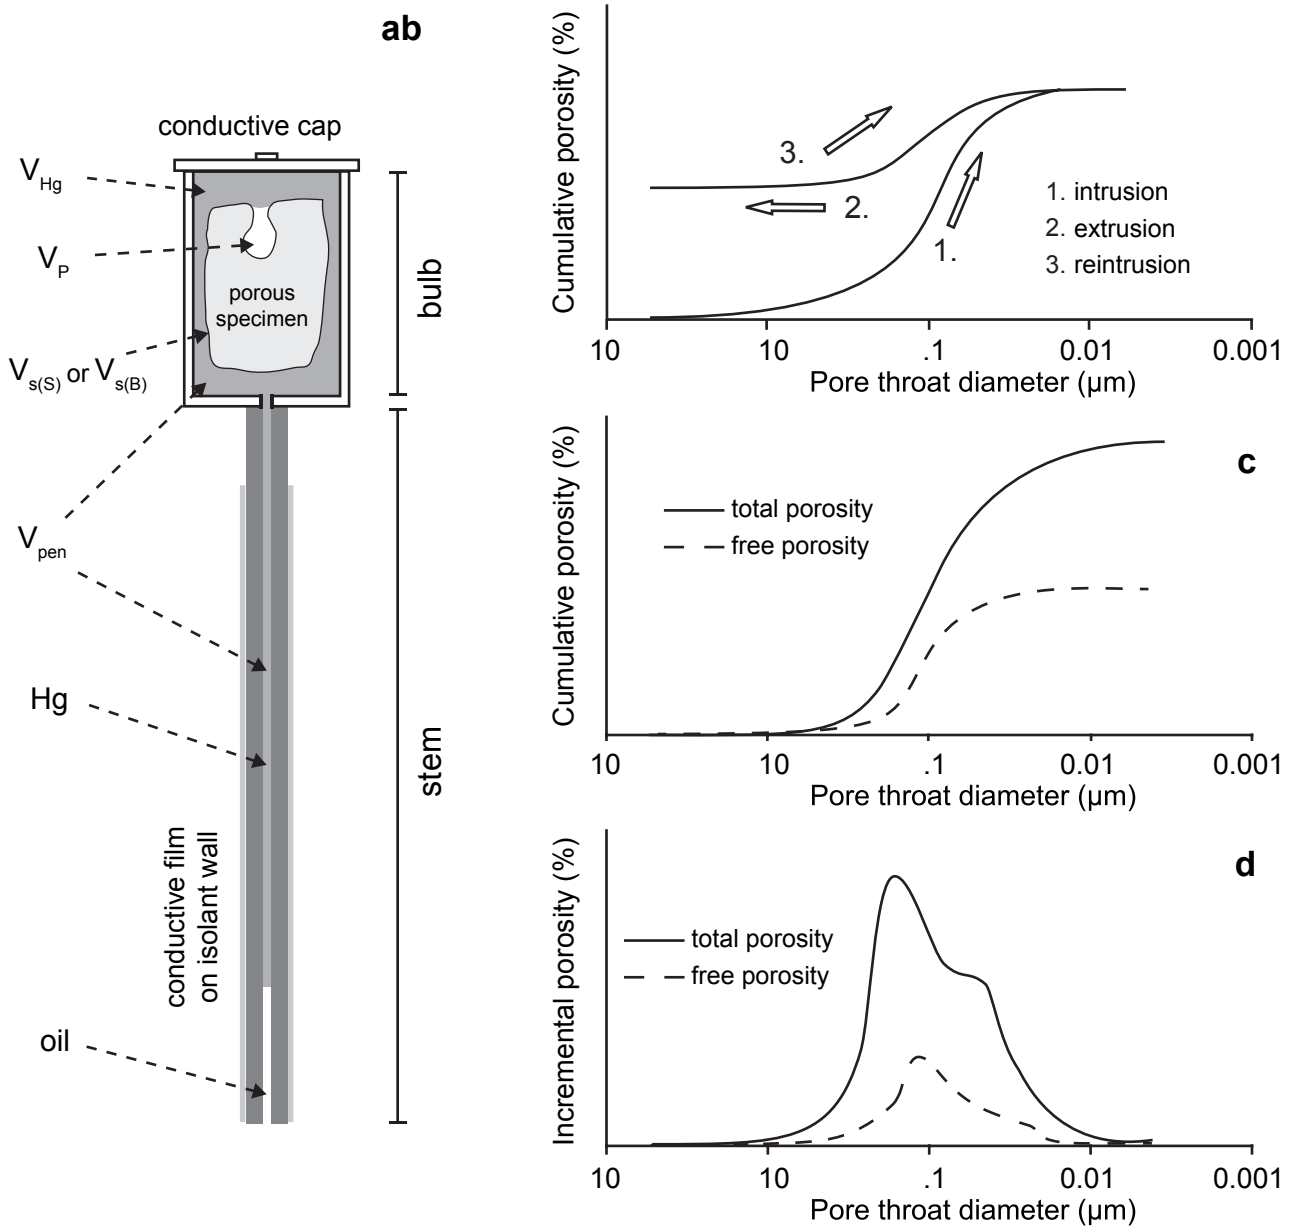 ab
conductive cap
V_Hg
V_P
porous
specimen
V_s(S) or V_s(B)
bulb
V_pen
Hg
stem
conductive film
on isolant wall
oil
Cumulative porosity (%)
3.
2.
1.
1. intrusion
2. extrusion
3. reintrusion
10 10 .1 0.01 0.001
Pore throat diameter (μm)
c
Cumulative porosity (%)
total porosity
free porosity
10 10 .1 0.01 0.001
Pore throat diameter (μm)
d
Incremental porosity (%)
total porosity
free porosity
10 10 .1 0.01 0.001
Pore throat diameter (μm)